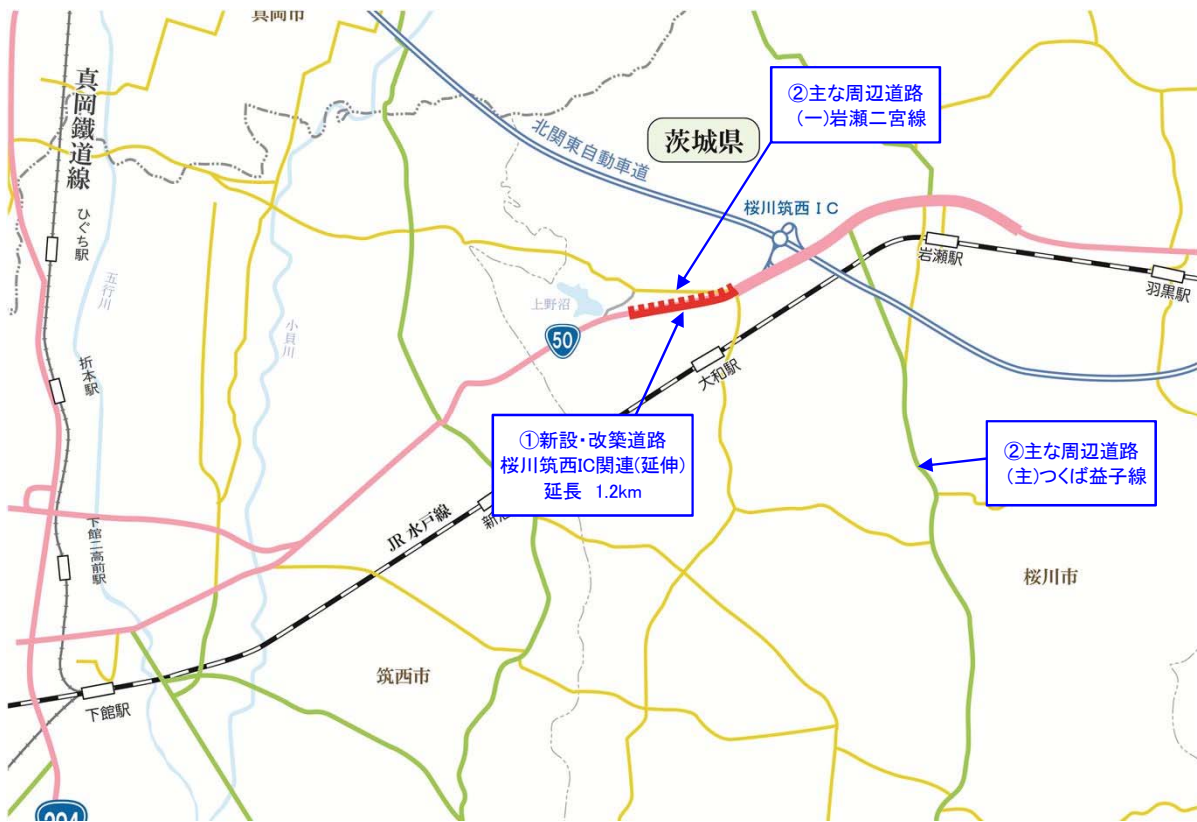 真岡市
真岡鐵道線
北関東自動車道
茨城県
②主な周辺道路
(一)岩瀬二宮線
ひぐち駅
桜川筑西IC
岩瀬駅
羽黒駅
五行川
小貝川
上野沼
50
折本駅
大和駅
①新設・改築道路
桜川筑西IC関連(延伸)
延長 1.2km
②主な周辺道路
(主)つくば益子線
JR 水戸線
下館二高前駅
桜川市
筑西市
下館駅
294